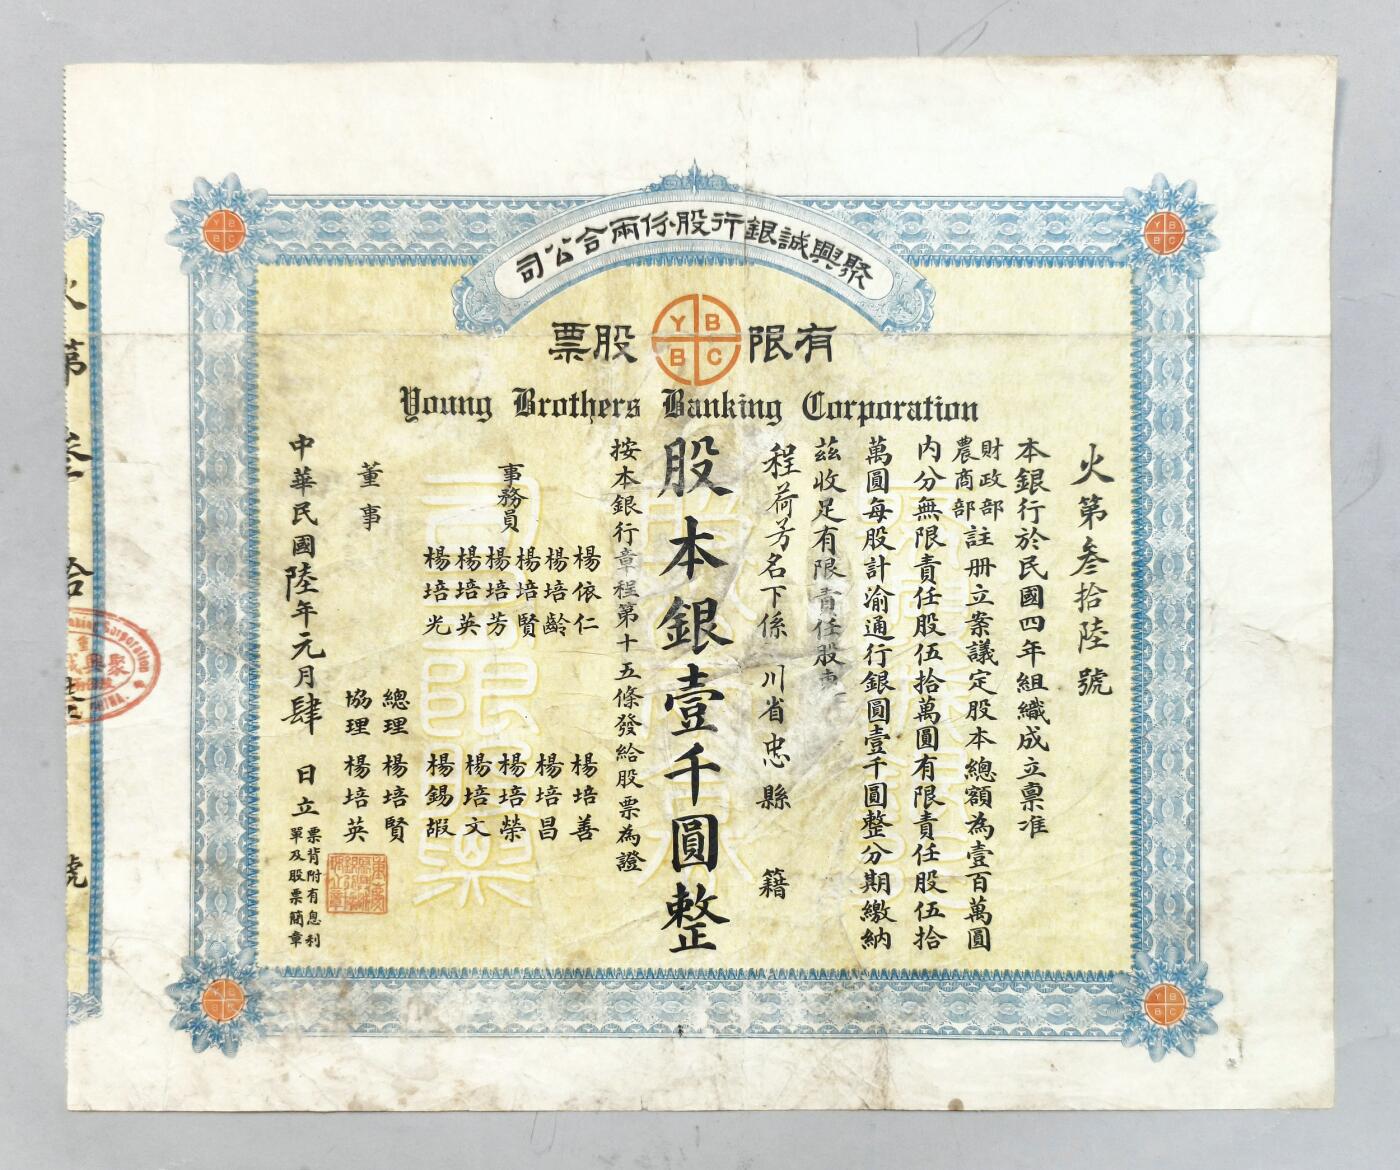 聚興誠銀行股份兩合公司
有限 YBBC 股票
Young Brothers Banking Corporation
火第叁拾陸號
本銀行於民國四年組織成立稟准
財政部
農商部
註册立案議定股本總額為壹百萬圓
內分無限責任股伍拾萬圓有限責任股伍拾
萬圓每股計渝通行銀圓壹千圓整分期繳納
茲收足有限責任股東
程荷芳名下係川省忠縣籍
股本銀壹千圓整
按本銀行章程第十五條發給股票為證
事務員
楊依仁
楊培齡
楊培賢
楊培芳
楊培英
楊培光
楊培善
楊培昌
楊培榮
楊培文
楊錫嘏
董事
總理 楊培賢
協理 楊培英
中華民國陸年元月肆日立
票背附有息利
單及股票簡章